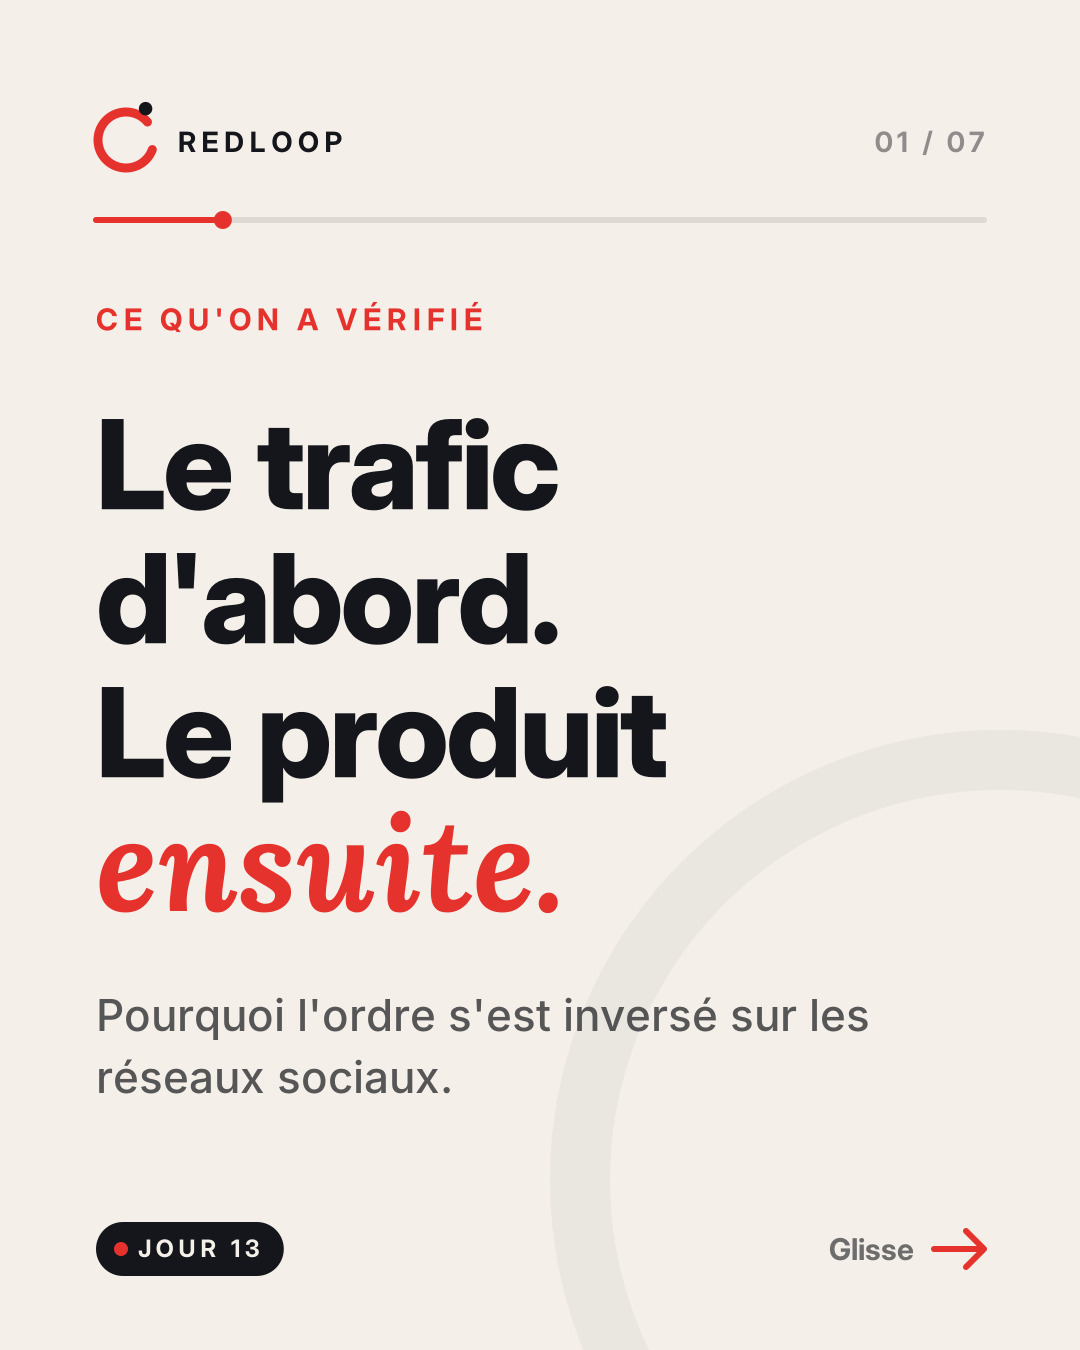 REDLOOP
01 / 07
CE QU'ON A VÉRIFIÉ
Le trafic
d'abord.
Le produit
ensuite.
Pourquoi l'ordre s'est inversé sur les
réseaux sociaux.
JOUR 13
Glisse